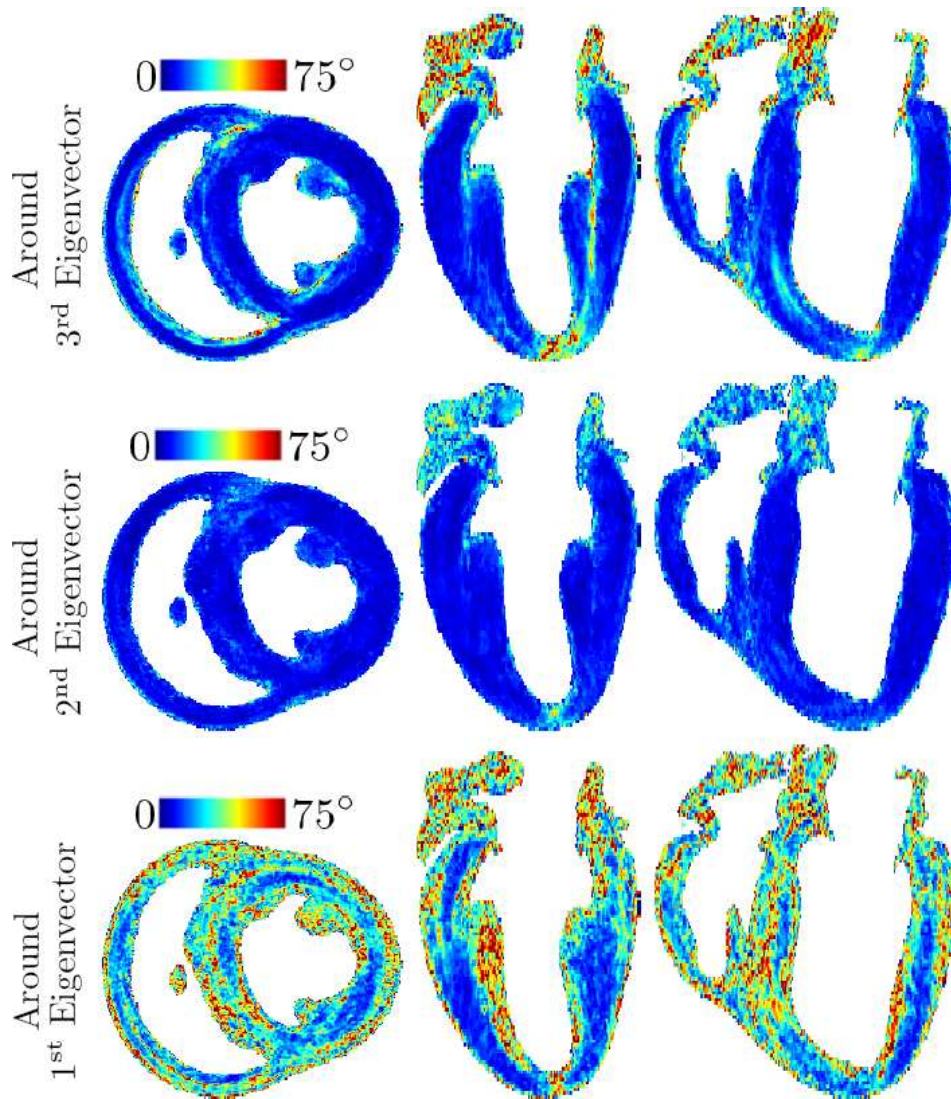 0 75°
Around
3rd Eigenvector
0 75°
Around
2nd Eigenvector
0 75°
Around
1st Eigenvector